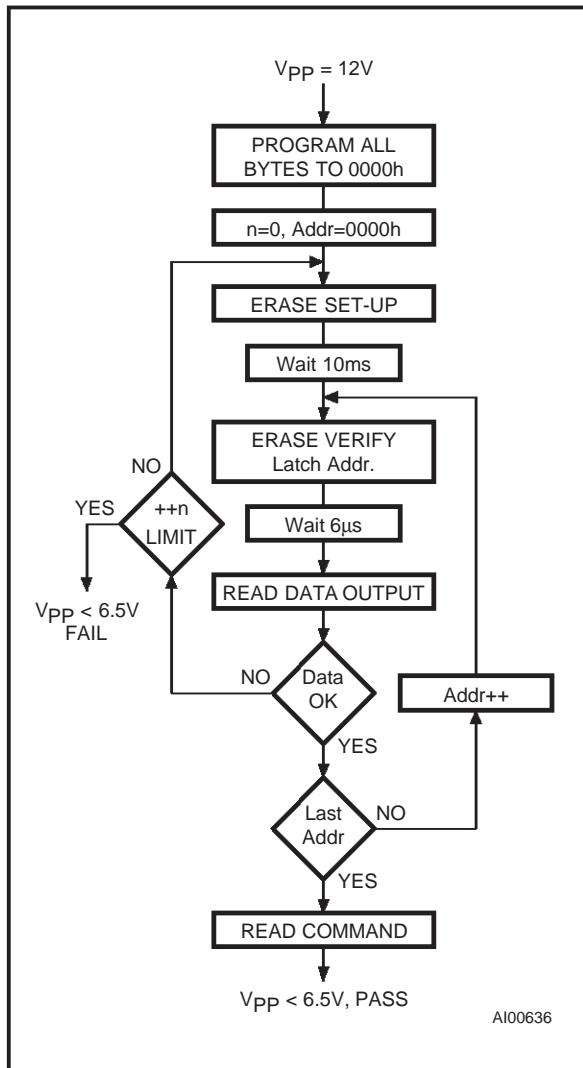 VPP = 12V
PROGRAM ALL
BYTES TO 0000h
n=0, Addr=0000h
ERASE SET-UP
Wait 10ms
ERASE VERIFY
Latch Addr.
NO
YES
++n
LIMIT
Wait 6µs
VPP < 6.5V
FAIL
READ DATA OUTPUT
NO
Data
OK
Addr++
YES
Last
Addr
NO
YES
READ COMMAND
VPP < 6.5V, PASS
AI00636